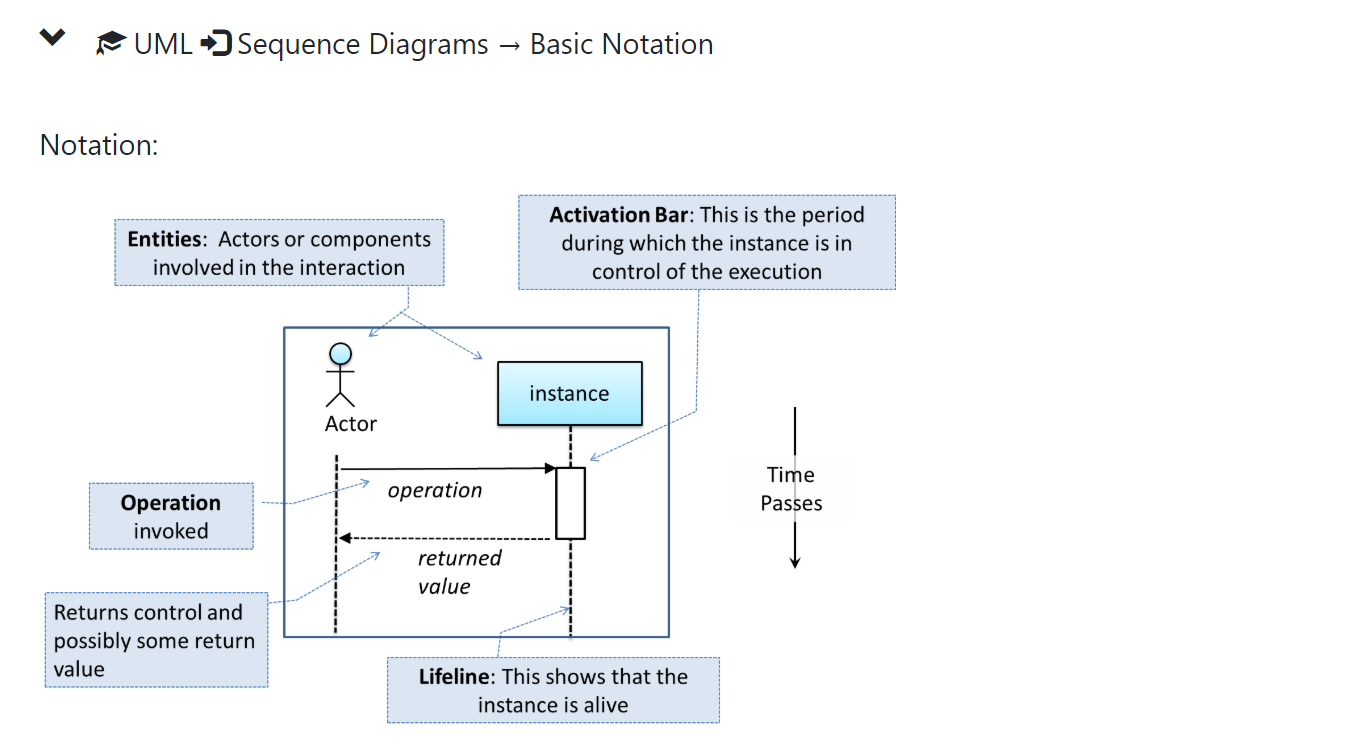 UML Sequence Diagrams → Basic Notation
Notation:
Entities: Actors or components
involved in the interaction
Activation Bar: This is the period
during which the instance is in
control of the execution
Actor
instance
operation
Operation
invoked
returned
value
Returns control and
possibly some return
value
Lifeline: This shows that the
instance is alive
Time
Passes